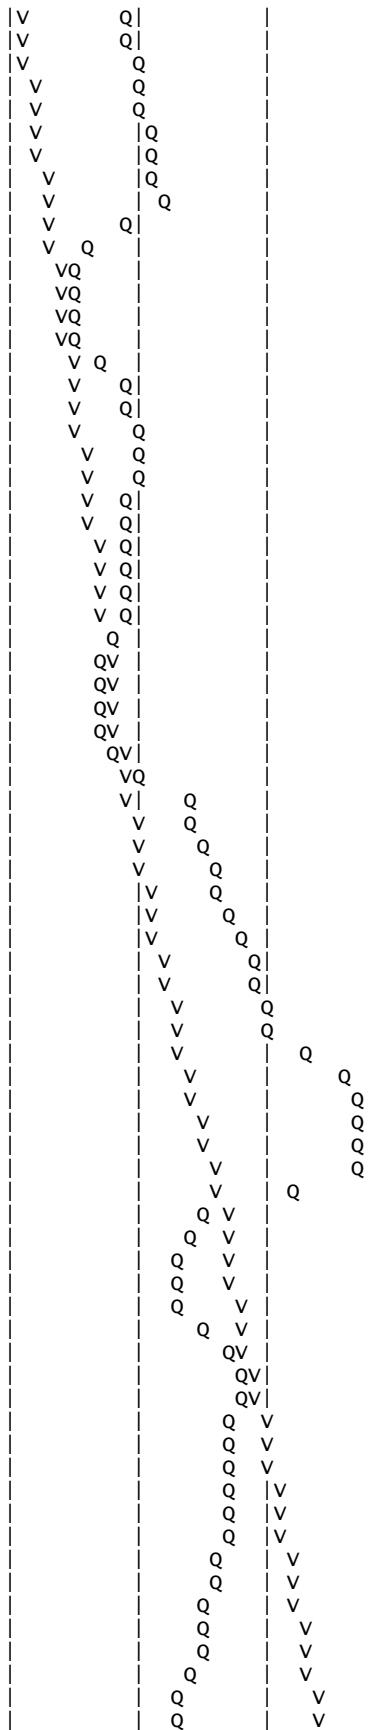 |V       Q|         |
|V       Q|         |
|V        Q         |
| V       Q         |
| V       Q         |
| V       |Q        |
| V       |Q        |
|  V      |Q        |
|  V      | Q       |
|  V     Q|         |
|  V  Q   |         |
|   VQ    |         |
|   VQ    |         |
|   VQ    |         |
|   VQ    |         |
|    V Q  |         |
|    V   Q|         |
|    V   Q|         |
|    V    Q         |
|     V   Q         |
|     V   Q         |
|     V  Q|         |
|     V  Q|         |
|      V Q|         |
|      V Q|         |
|      V Q|         |
|      V Q|         |
|       Q |         |
|      QV |         |
|      QV |         |
|      QV |         |
|      QV |         |
|       QV|         |
|        VQ         |
|        V|   Q     |
|         V   Q     |
|         V    Q    |
|         V     Q   |
|         |V    Q   |
|         |V     Q  |
|         |V      Q |
|         | V      Q|
|         | V      Q|
|         |  V      Q
|         |  V      Q
|         |  V      |  Q
|         |   V     |     Q
|         |   V     |      Q
|         |    V    |      Q
|         |    V    |      Q
|         |     V   |      Q
|         |     V   | Q
|         |    Q V  |
|         |   Q  V  |
|         |  Q   V  |
|         |  Q   V  |
|         |  Q    V |
|         |    Q  V |
|         |      QV |
|         |       QV|
|         |       QV|
|         |      Q  V
|         |      Q  V
|         |      Q  V
|         |      Q  |V
|         |      Q  |V
|         |      Q  |V
|         |     Q   | V
|         |     Q   | V
|         |    Q    | V
|         |    Q    |  V
|         |    Q    |  V
|         |   Q     |  V
|         |  Q      |   V
|         |  Q      |   V